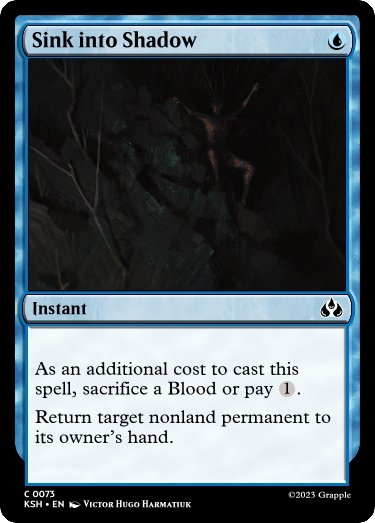 Sink into Shadow
Instant
As an additional cost to cast this
spell, sacrifice a Blood or pay 1.
Return target nonland permanent to
its owner's hand.
C 0073
KSH • EN Victor Hugo Harmatiuk
©2023 Grapple